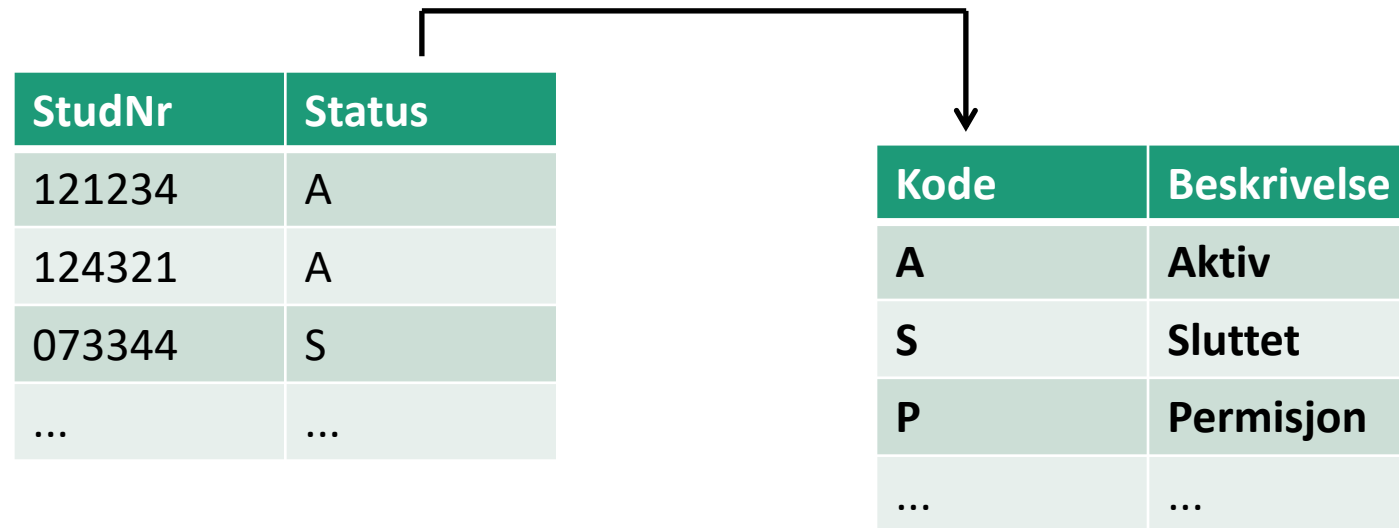 StudNr Status
121234 A
124321 A
073344 S
... ...
Kode Beskrivelse
A Aktiv
S Sluttet
P Permisjon
... ...